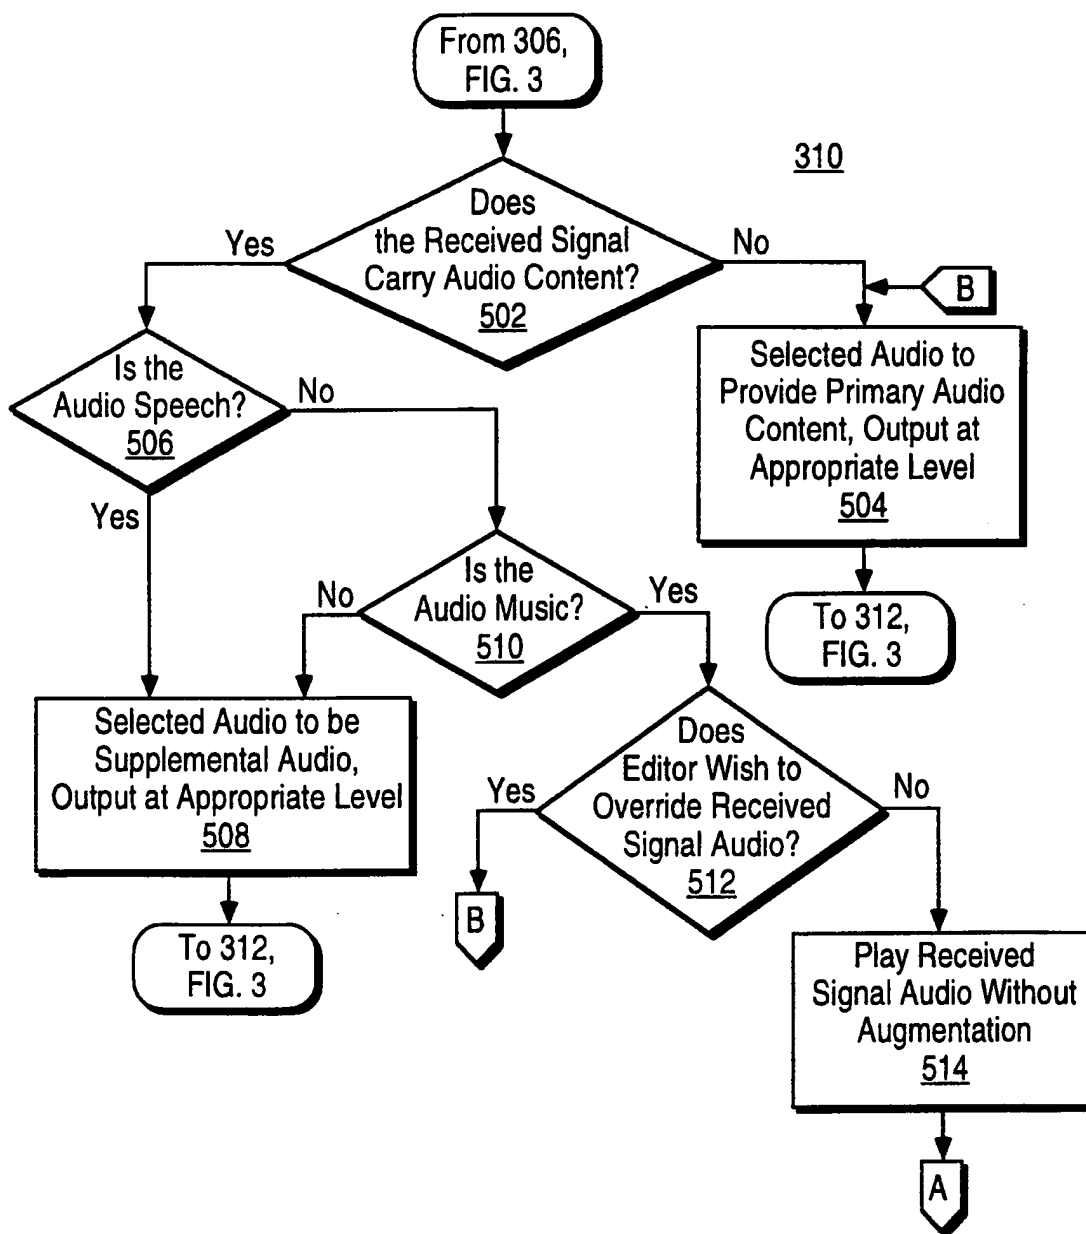 From 306,
FIG. 3
310
Does
the Received Signal
Carry Audio Content?
502
Yes
No
B
Selected Audio to
Provide Primary Audio
Content, Output at
Appropriate Level
504
To 312,
FIG. 3
Is the
Audio Speech?
506
No
Yes
Is the
Audio Music?
510
No
Yes
Selected Audio to be
Supplemental Audio,
Output at Appropriate Level
508
To 312,
FIG. 3
Does
Editor Wish to
Override Received
Signal Audio?
512
Yes
No
B
Play Received
Signal Audio Without
Augmentation
514
A